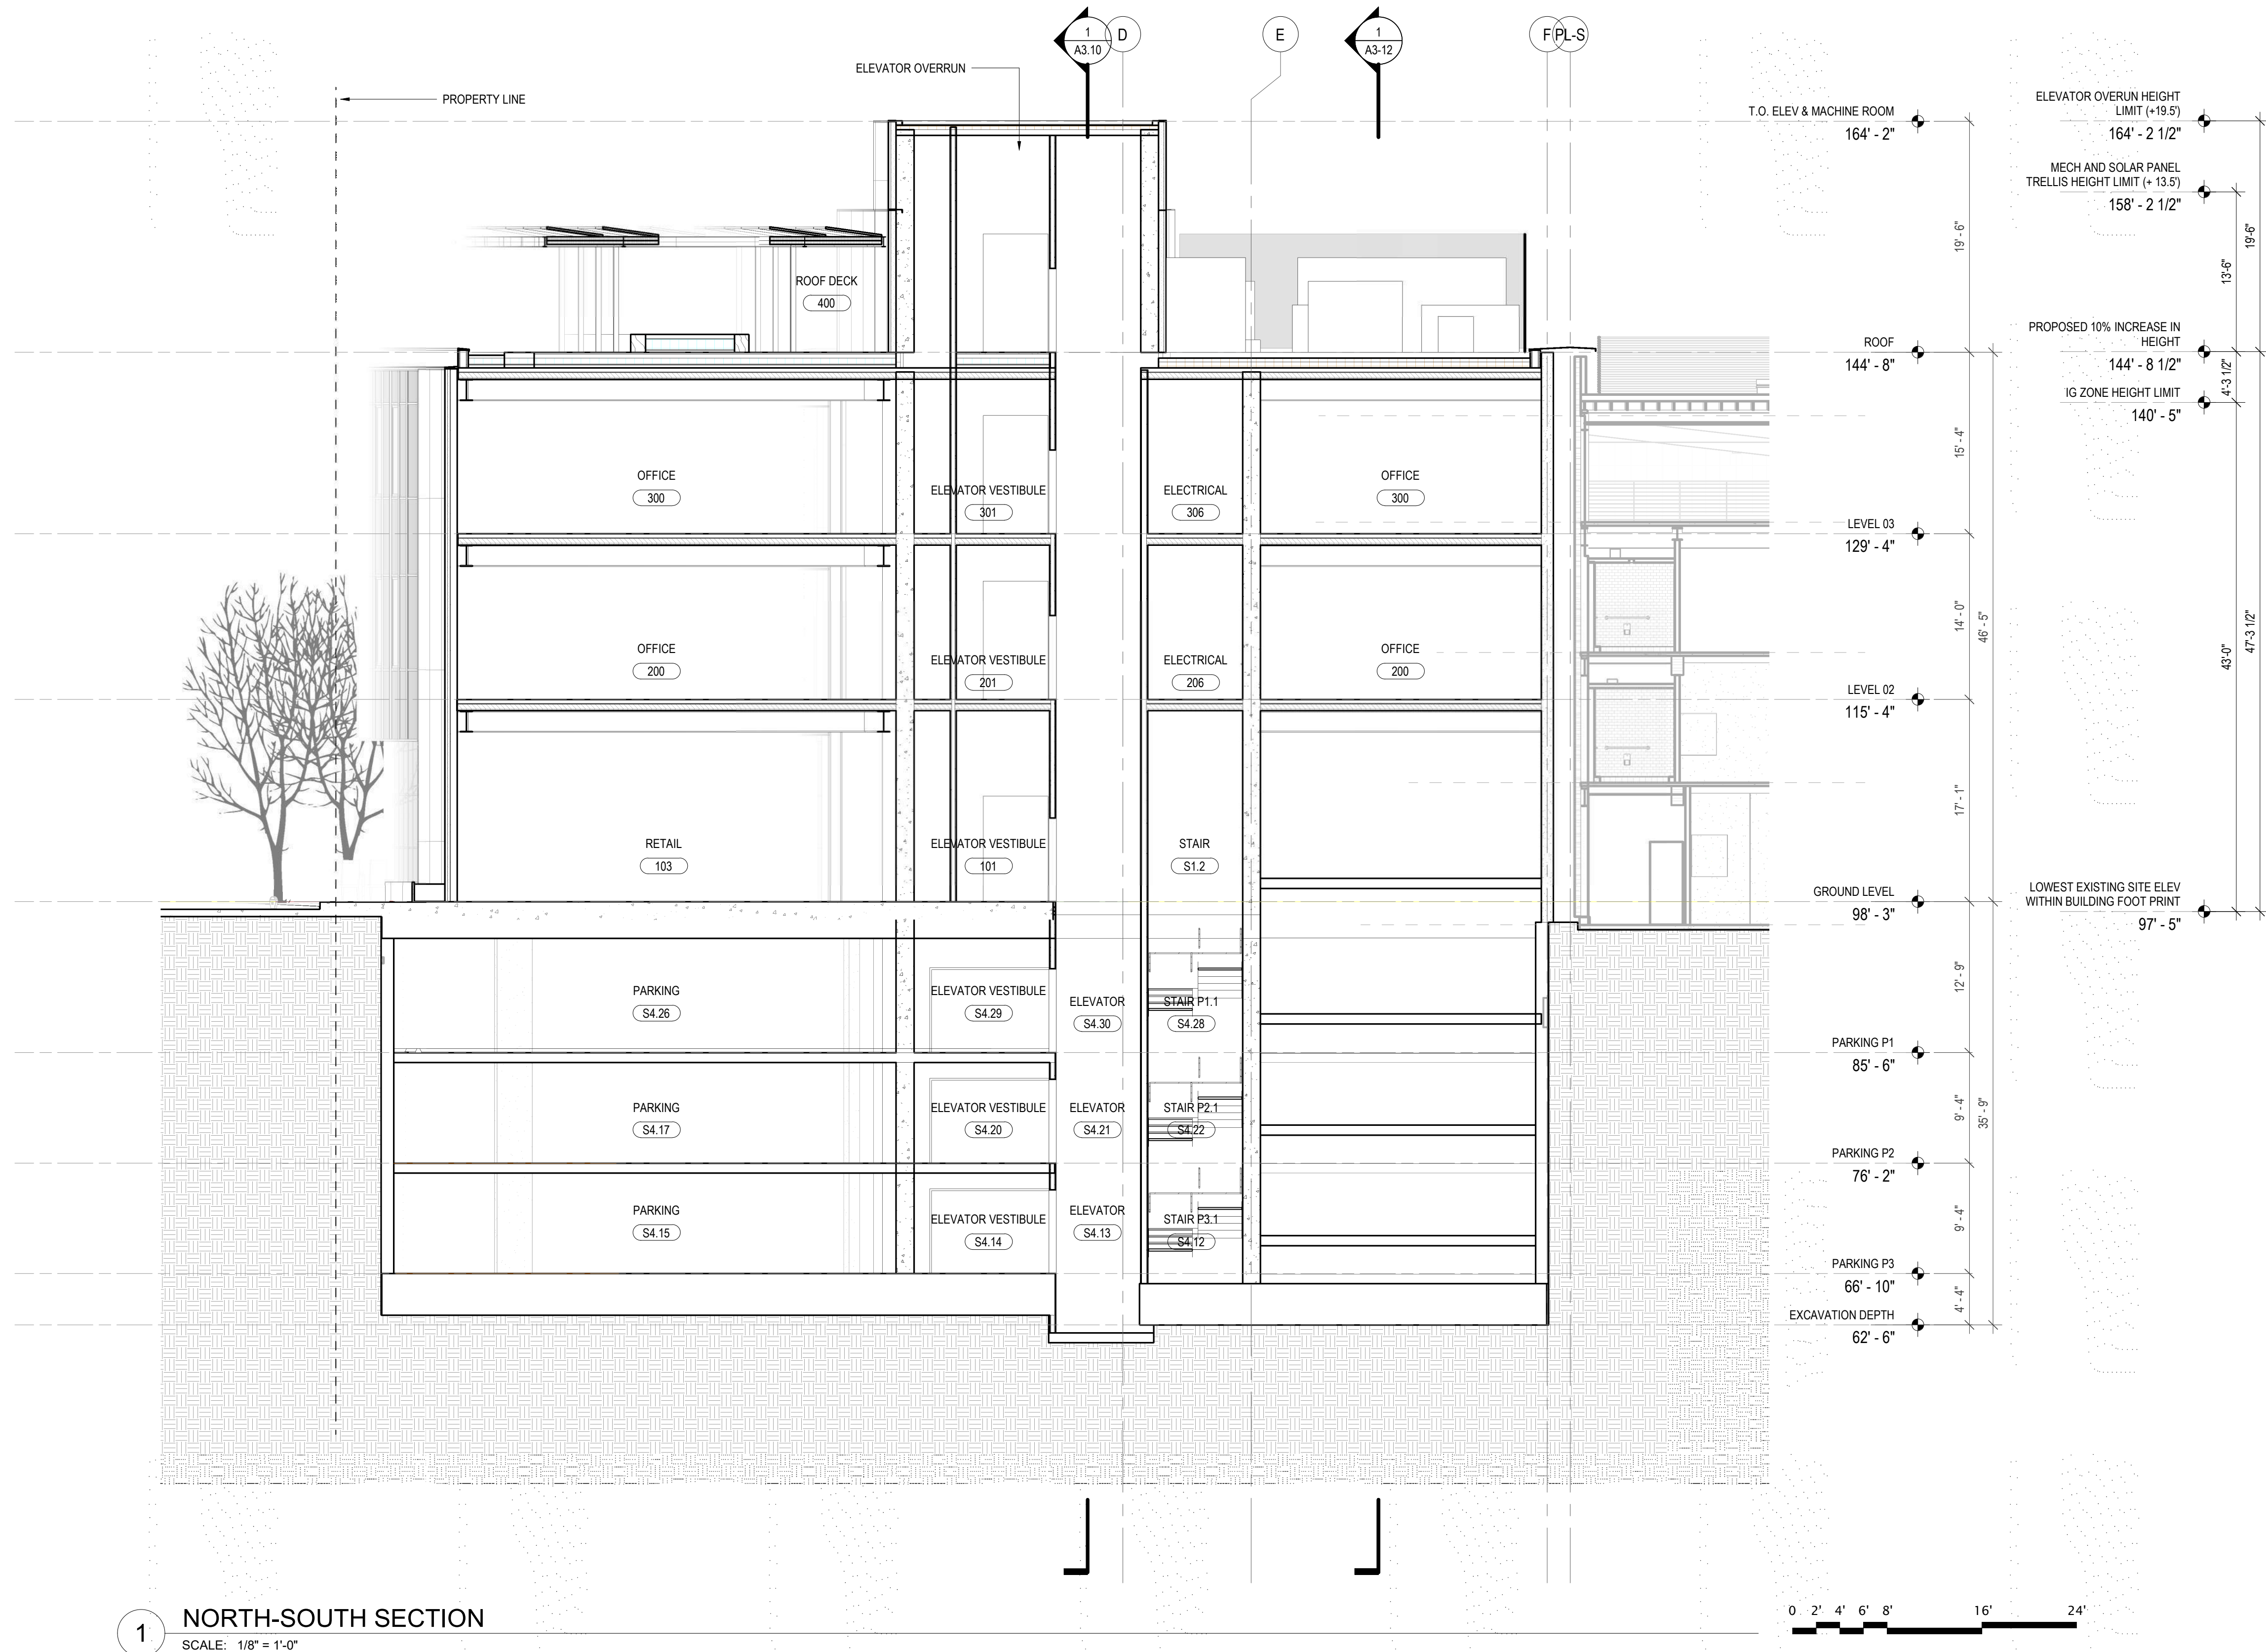 1
A3.10
D
E
1
A3-12
F
PL-S
ELEVATOR OVERRUN
PROPERTY LINE
T.O. ELEV & MACHINE ROOM
164' - 2"
ELEVATOR OVERUN HEIGHT
LIMIT (+19.5')
164' - 2 1/2"
MECH AND SOLAR PANEL
TRELLIS HEIGHT LIMIT (+ 13.5')
158' - 2 1/2"
19' - 6"
13'-6"
19'-6"
ROOF DECK
400
ROOF
144' - 8"
PROPOSED 10% INCREASE IN
HEIGHT
144' - 8 1/2"
4'-3 1/2"
IG ZONE HEIGHT LIMIT
140' - 5"
15' - 4"
OFFICE
300
ELEVATOR VESTIBULE
301
ELECTRICAL
306
OFFICE
300
LEVEL 03
129' - 4"
14' - 0"
46' - 5"
43'-0"
47'-3 1/2"
OFFICE
200
ELEVATOR VESTIBULE
201
ELECTRICAL
206
OFFICE
200
LEVEL 02
115' - 4"
17' - 1"
RETAIL
103
ELEVATOR VESTIBULE
101
STAIR
S1.2
GROUND LEVEL
98' - 3"
LOWEST EXISTING SITE ELEV
WITHIN BUILDING FOOT PRINT
97' - 5"
12' - 9"
PARKING
S4.26
ELEVATOR VESTIBULE
S4.29
ELEVATOR
S4.30
STAIR P1.1
S4.28
PARKING P1
85' - 6"
9' - 4"
35' - 9"
PARKING
S4.17
ELEVATOR VESTIBULE
S4.20
ELEVATOR
S4.21
STAIR P2.1
S4.22
PARKING P2
76' - 2"
9' - 4"
PARKING
S4.15
ELEVATOR VESTIBULE
S4.14
ELEVATOR
S4.13
STAIR P3.1
S4.12
PARKING P3
66' - 10"
4' - 4"
EXCAVATION DEPTH
62' - 6"
1
NORTH-SOUTH SECTION
SCALE: 1/8" = 1'-0"
0 2' 4' 6' 8' 16' 24'